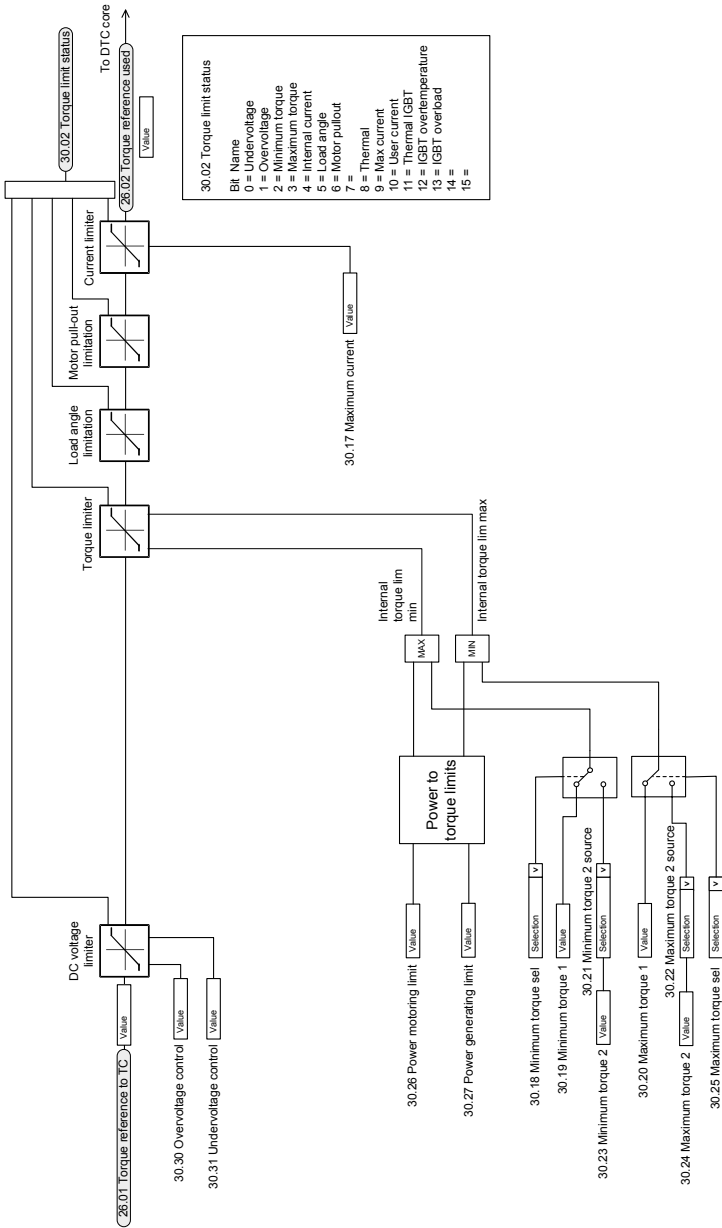 26.01 Torque reference to TC
Value
30.30 Overvoltage control
Value
30.31 Undervoltage control
Value
DC voltage
limiter
Torque limiter
Load angle
limitation
Motor pull-out
limitation
Current limiter
30.02 Torque limit status
26.02 Torque reference used
Value
To DTC core
30.17 Maximum current
Value
30.02 Torque limit status
Bit Name
0 = Undervoltage
1 = Overvoltage
2 = Minimum torque
3 = Maximum torque
4 = Internal current
5 = Load angle
6 = Motor pullout
7 =
8 = Thermal
9 = Max current
10 = User current
11 = Thermal IGBT
12 = IGBT overtemperature
13 = IGBT overload
14 =
15 =
30.26 Power motoring limit
Value
30.27 Power generating limit
Value
Power to
torque limits
MAX
Internal
torque lim
min
MIN
Internal torque lim max
30.18 Minimum torque sel
Selection
v
30.19 Minimum torque 1
Value
30.21 Minimum torque 2 source
Selection
v
30.23 Minimum torque 2
Value
30.20 Maximum torque 1
Value
30.22 Maximum torque 2 source
Selection
v
30.24 Maximum torque 2
Value
30.25 Maximum torque sel
Selection
v